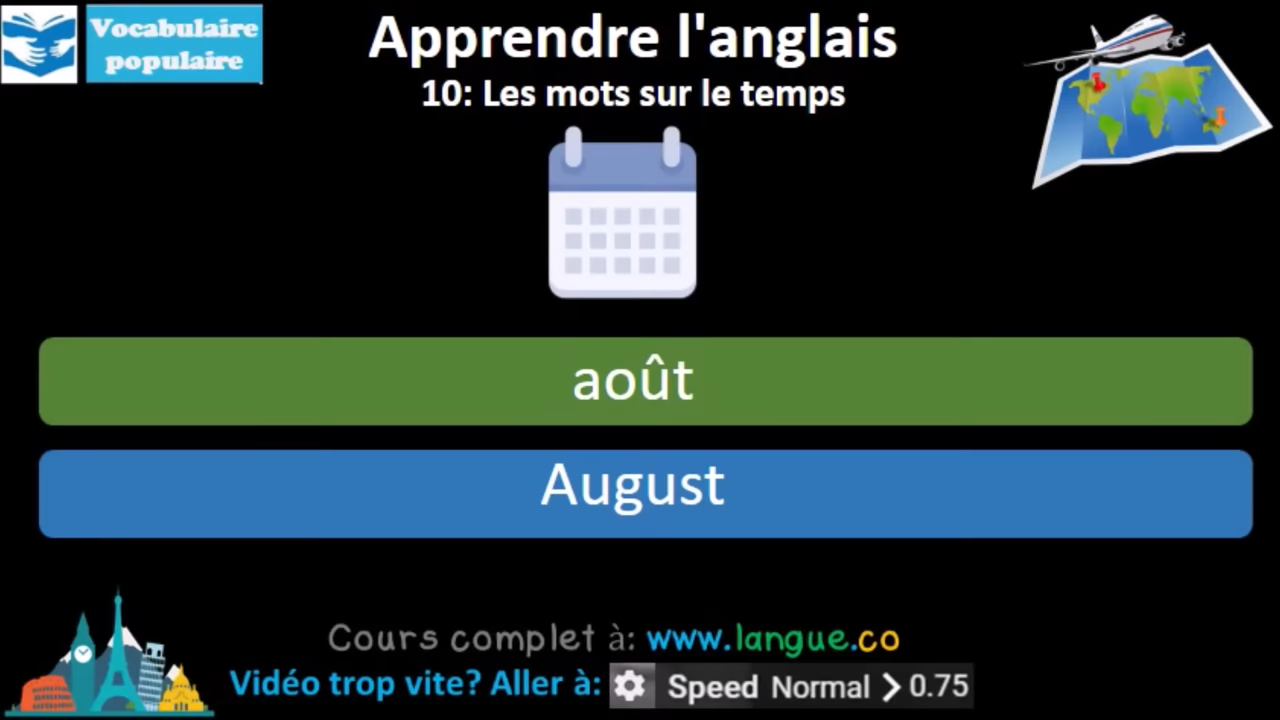 Vocabulaire
populaire
Apprendre l'anglais
10: Les mots sur le temps
août
August
Cours complet à: www.langue.co
Vidéo trop vite? Aller à: Speed Normal > 0.75